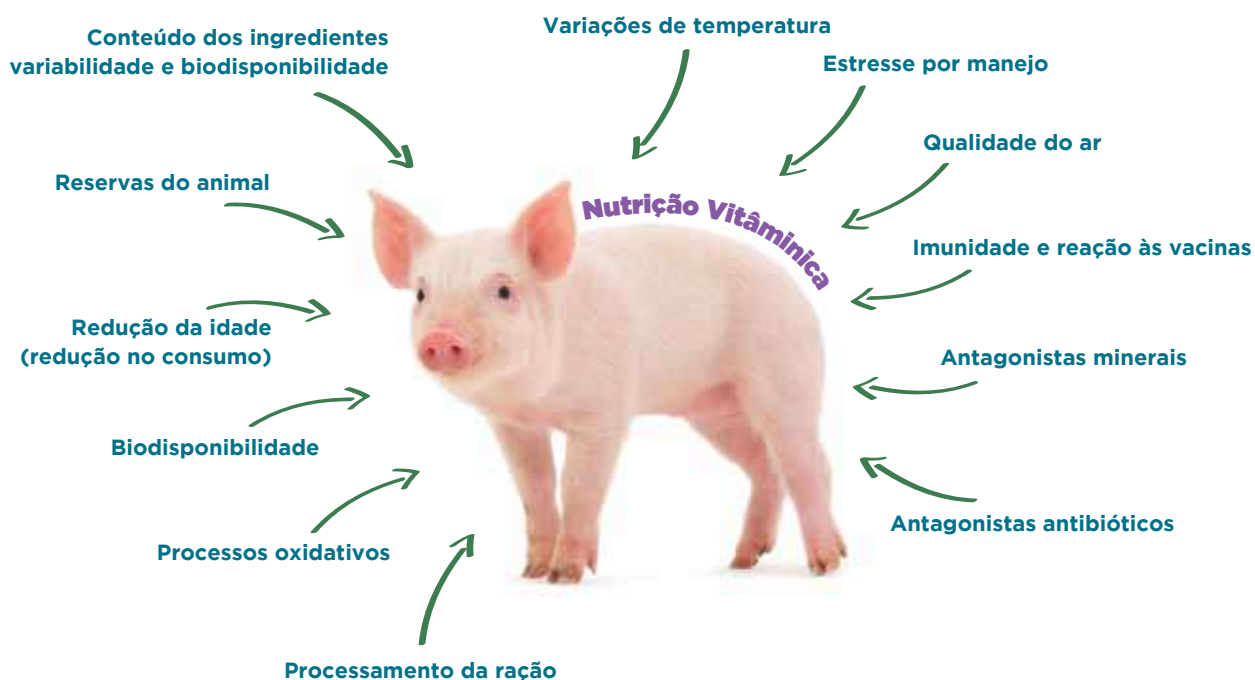 Conteúdo dos ingredientes
variabilidade e biodisponibilidade
Variações de temperatura
Estresse por manejo
Qualidade do ar
Reservas do animal
Nutrição Vitâminica
Imunidade e reação às vacinas
Redução da idade
(redução no consumo)
Antagonistas minerais
Biodisponibilidade
Antagonistas antibióticos
Processos oxidativos
Processamento da ração